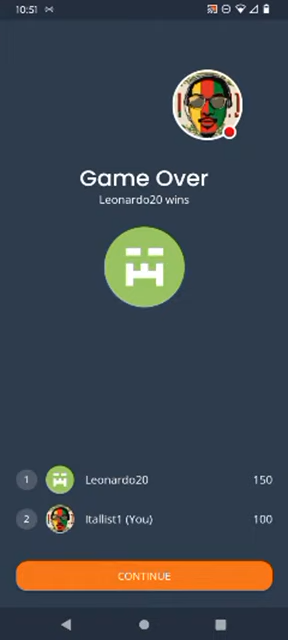 10:51
Game Over
Leonardo20 wins
1 Leonardo20 150
2 Itallist1 (You) 100
CONTINUE